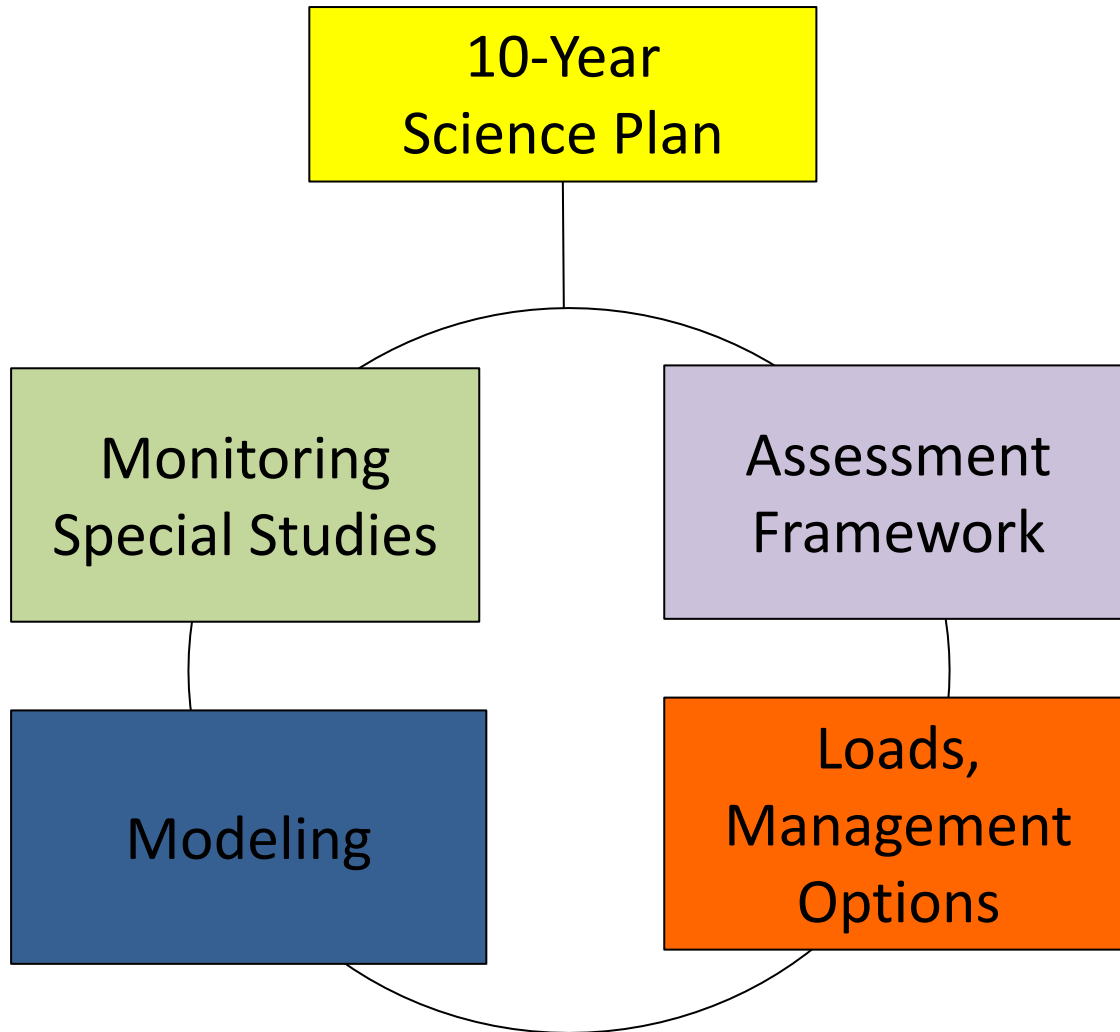 10-Year
Science Plan
Monitoring
Special Studies
Assessment
Framework
Modeling
Loads,
Management
Options